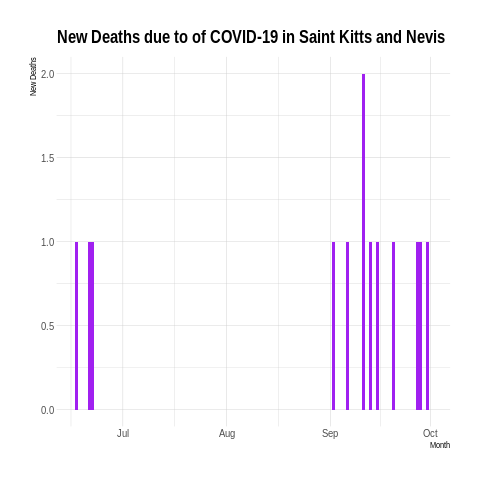 New Deaths due to of COVID-19 in Saint Kitts and Nevis
New Deaths
2.0
1.5
1.0
0.5
0.0
Jul Aug Sep Oct
Month